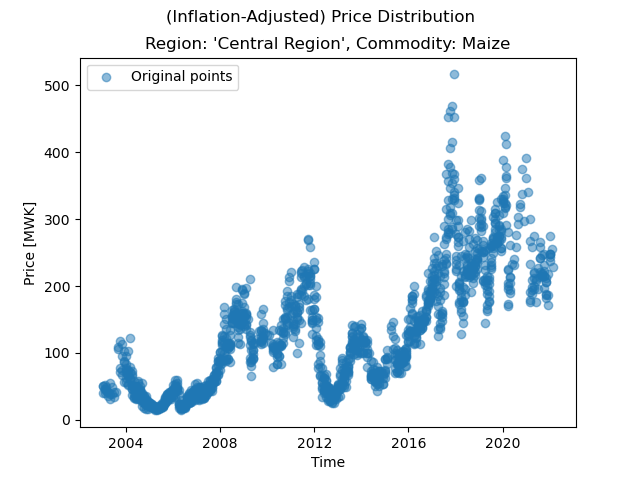 (Inflation-Adjusted) Price Distribution
Region: 'Central Region', Commodity: Maize
Original points
Price [MWK]
500
400
300
200
100
0
2004 2008 2012 2016 2020
Time